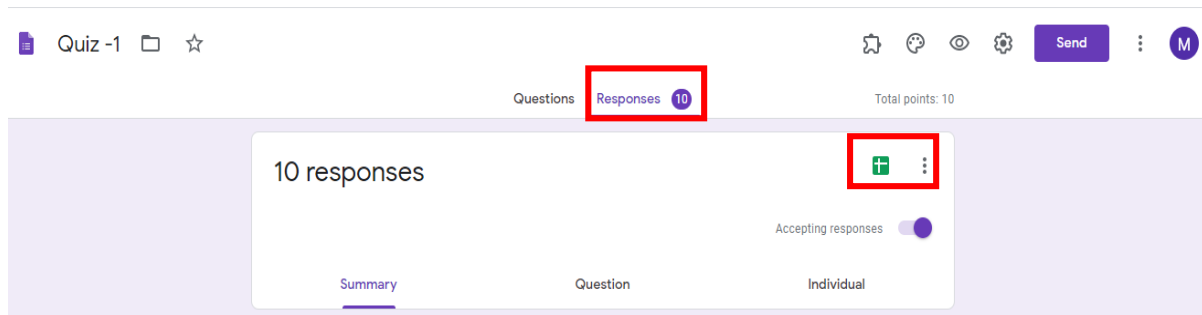 Quiz -1 Send M
Questions Responses 10 Total points: 10
10 responses
Accepting responses
Summary Question Individual